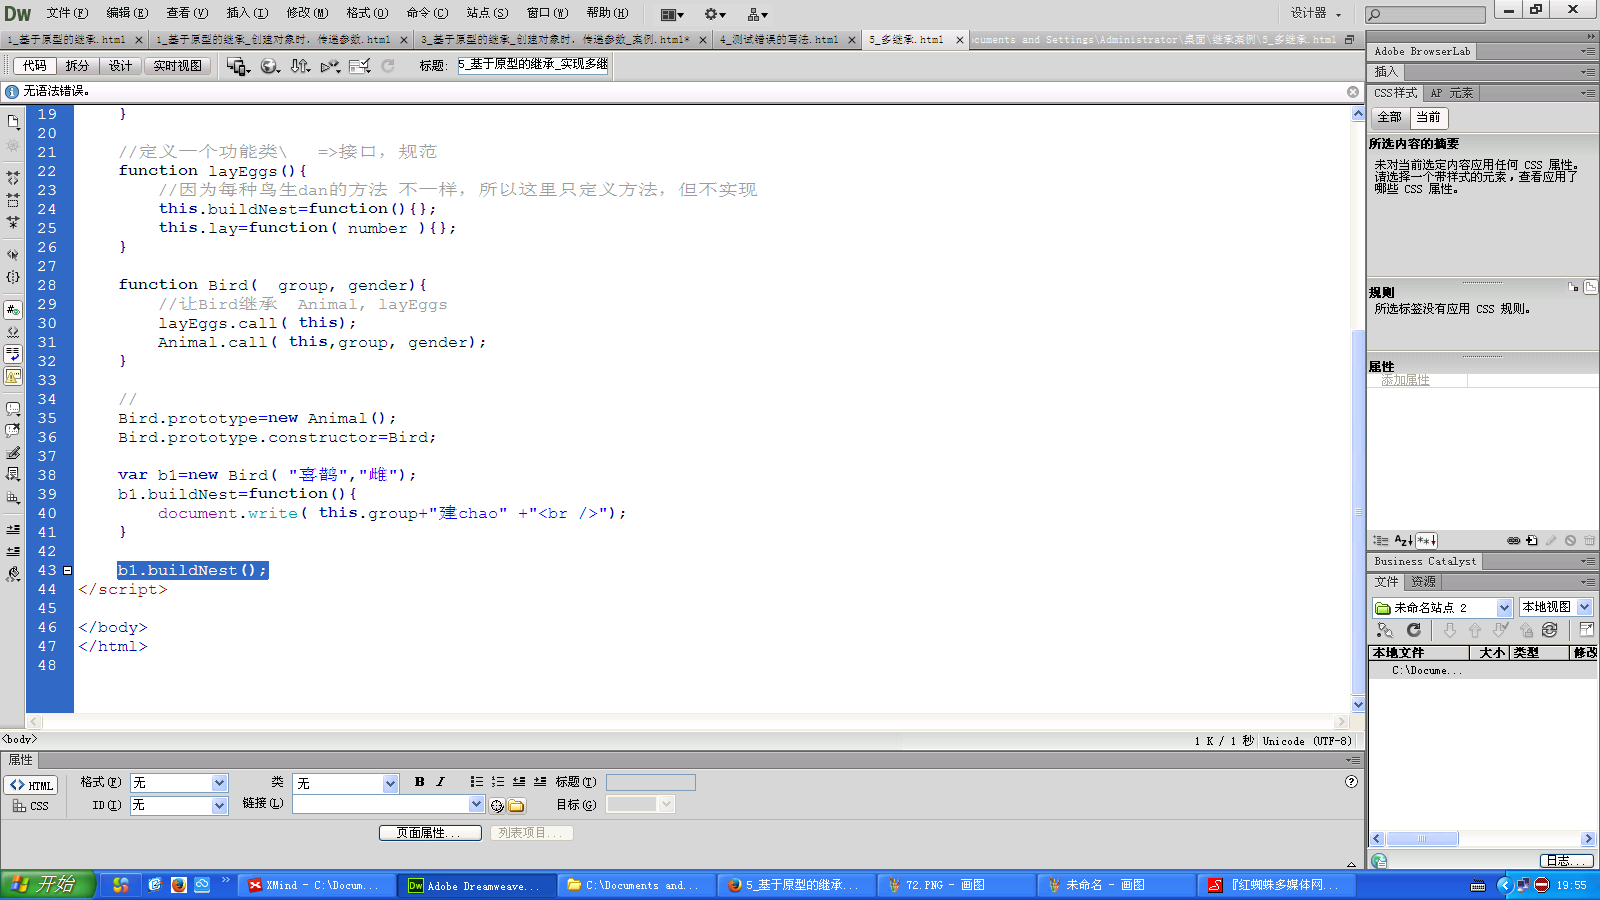 Dw 文件(F) 编辑(E) 查看(V) 插入(I) 修改(M) 格式(O) 命令(C) 站点(S) 窗口(W) 帮助(H) 设计器
1_基于原型的继承.html × 1_基于原型的继承_创建对象时，传递参数.html × 3_基于原型的继承_创建对象时，传递参数_案例.html* × 4_测试错误的写法.html × 5_多继承.html × cuments and Settings\Administrator\桌面\继承案例\5_多继承.html
代码 拆分 设计 实时视图 标题: 5_基于原型的继承_实现多继
无语法错误。
19 }
20
21 //定义一个功能类\ =>接口，规范
22 function layEggs(){
23 //因为每种鸟生dan的方法 不一样，所以这里只定义方法，但不实现
24 this.buildNest=function(){};
25 this.lay=function( number ){};
26 }
27
28 function Bird( group, gender){
29 //让Bird继承 Animal, layEggs
30 layEggs.call( this);
31 Animal.call( this,group, gender);
32 }
33
34 //
35 Bird.prototype=new Animal();
36 Bird.prototype.constructor=Bird;
37
38 var b1=new Bird( "喜鹊","雌");
39 b1.buildNest=function(){
40 document.write( this.group+"建chao" +"<br />");
41 }
42
43 b1.buildNest();
44 </script>
45
46 </body>
47 </html>
48
<body> 1 K / 1 秒 Unicode (UTF-8)
属性
<> HTML 格式(F) 无 类 无 B I 标题(T)
CSS ID(I) 无 链接(L) 目标(G)
页面属性... 列表项目...
Adobe BrowserLab
插入
CSS样式 AP 元素
全部 当前
所选内容的摘要
未对当前选定内容应用任何 CSS 属性。
请选择一个带样式的元素，查看应用了
哪些 CSS 属性。
规则
所选标签没有应用 CSS 规则。
属性
添加属性
Business Catalyst
文件 资源
未命名站点 2 本地视图
本地文件 大小 类型 修改
C:\Docume...
日志...
开始 XMind - C:\Docum... Adobe Dreamweave... C:\Documents and... 5_基于原型的继承... 72.PNG - 画图 未命名 - 画图 『红蜘蛛多媒体网... 19:55